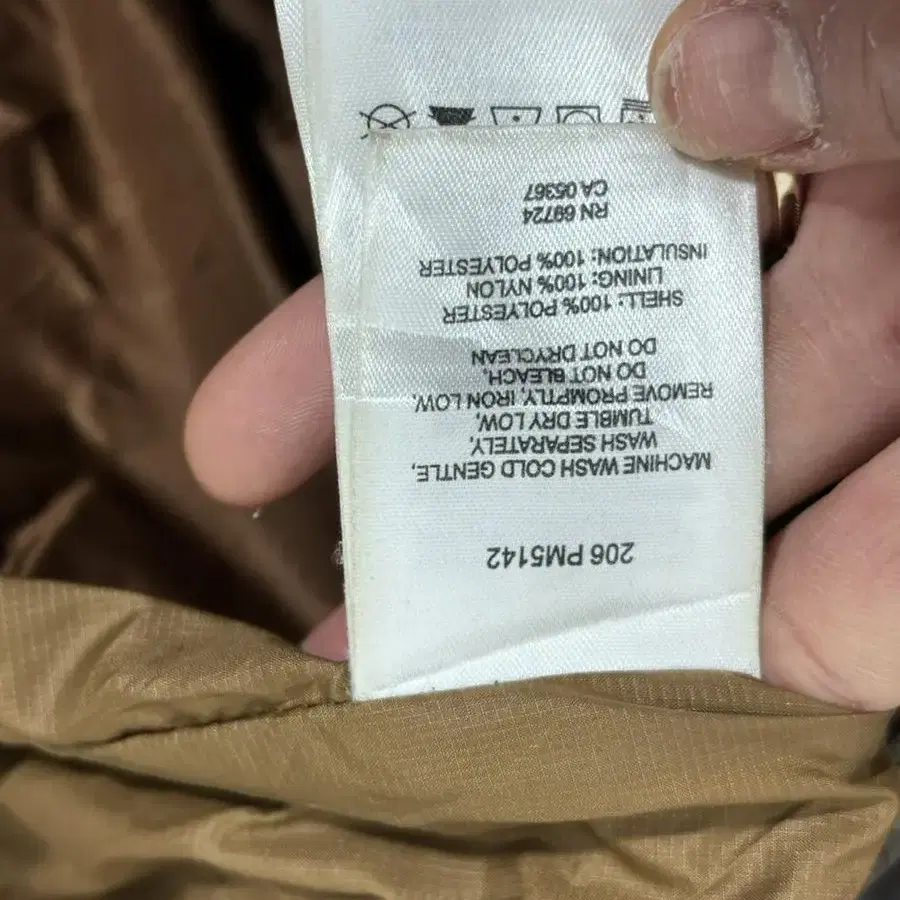 206 PM5142
MACHINE WASH COLD GENTLE,
WASH SEPARATELY,
TUMBLE DRY LOW,
REMOVE PROMPTLY, IRON LOW,
DO NOT BLEACH,
DO NOT DRYCLEAN
SHELL: 100% POLYESTER
LINING: 100% NYLON
INSULATION: 100% POLYESTER
RN 69724
CA 05367